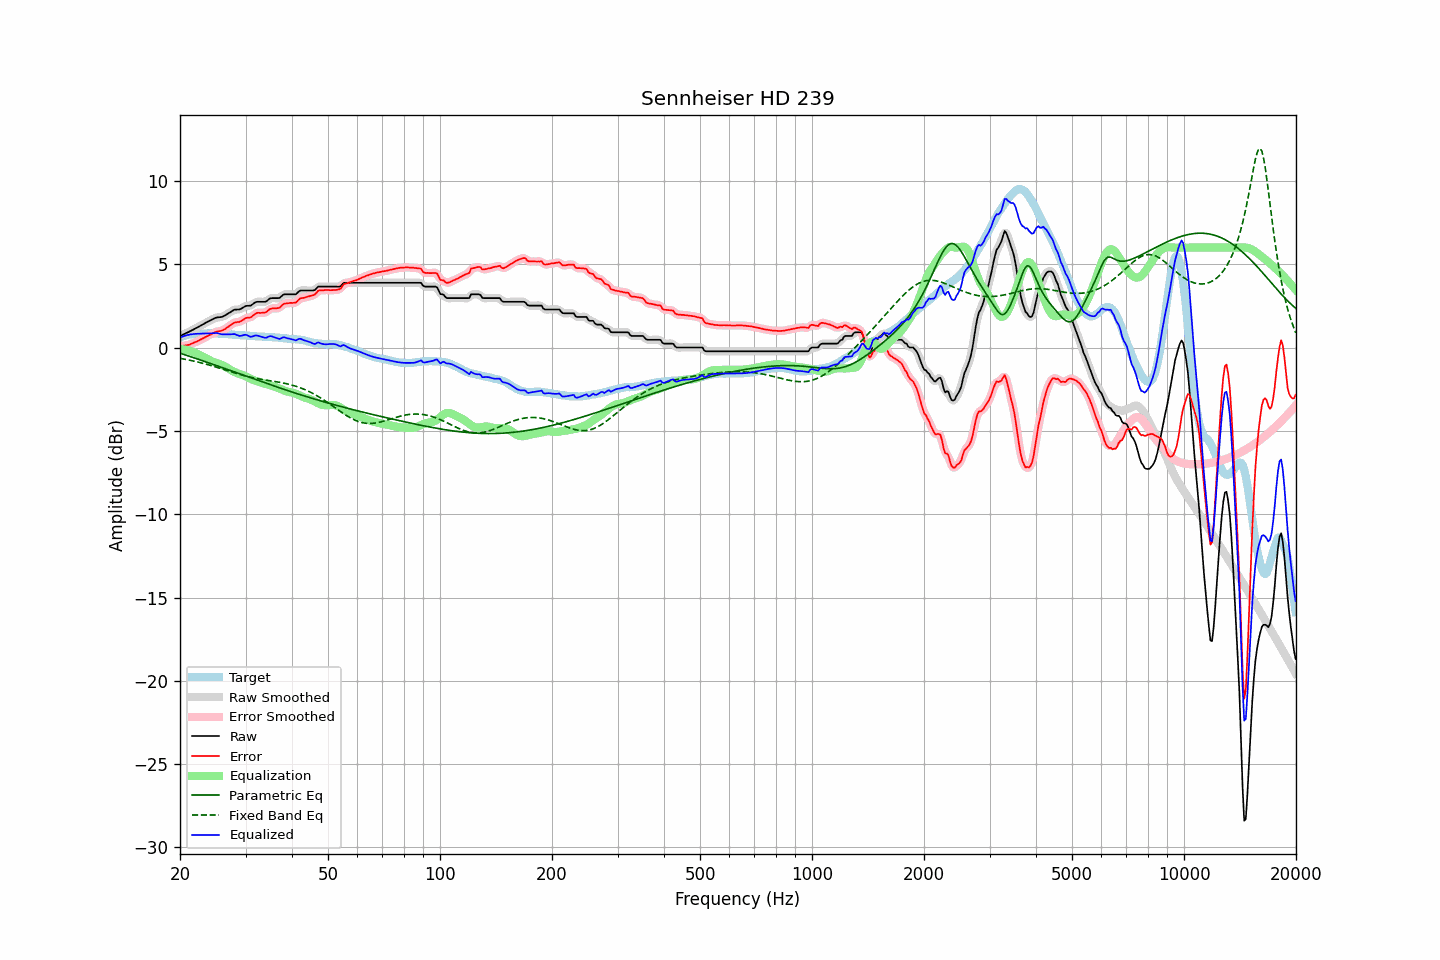 Sennheiser HD 239
10
5
0
−5
−10
−15
−20
−25
−30
Amplitude (dBr)
Target
Raw Smoothed
Error Smoothed
Raw
Error
Equalization
Parametric Eq
Fixed Band Eq
Equalized
20 50 100 200 500 1000 2000 5000 10000 20000
Frequency (Hz)